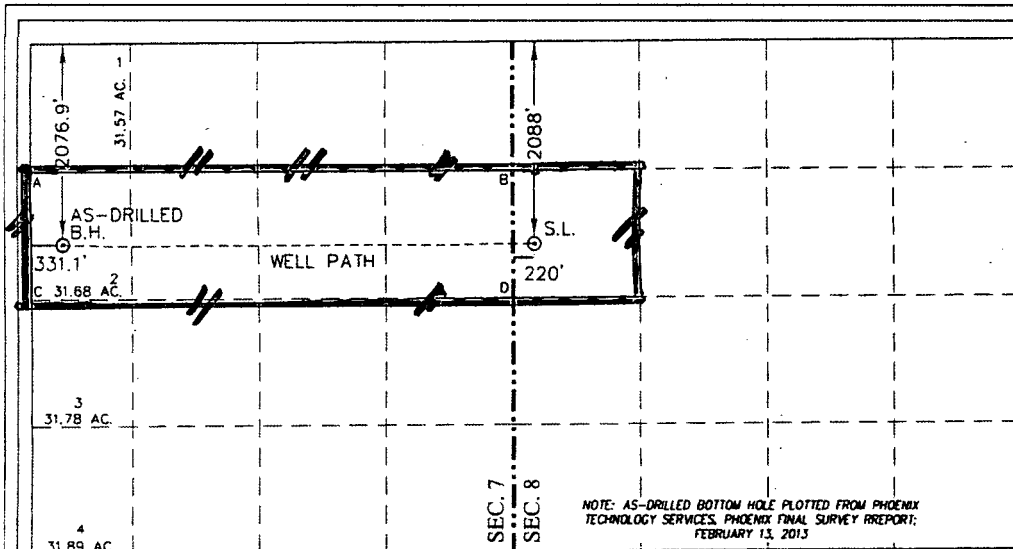 1
31.57 AC.
2076.9'
2088'
A
B
AS-DRILLED
B.H.
S.L.
331.1'
WELL PATH
220'
2
C 31.68 AC.
D
3
31.78 AC.
SEC. 7
SEC. 8
NOTE: AS-DRILLED BOTTOM HOLE PLOTTED FROM PHOENIX
TECHNOLOGY SERVICES, PHOENIX FINAL SURVEY RREPORT;
FEBRUARY 13, 2013
4
31.89 AC.